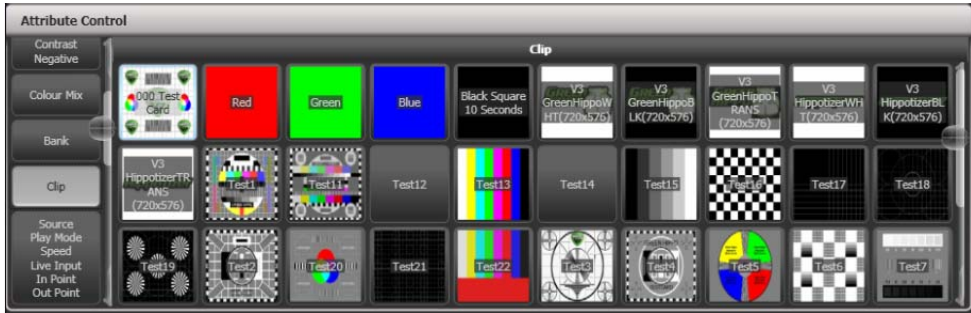 Attribute Control
Contrast
Negative
Colour Mix
Bank
Clip
Source
Play Mode
Speed
Live Input
In Point
Out Point
Clip
000 Test
Card
Red
Green
Blue
Black Square
10 Seconds
V3
GreenHippoW
HT(720x576)
V3
GreenHippoB
LK(720x576)
V3
GreenHippoT
RANS
(720x576)
V3
HippotizerWH
T(720x576)
V3
HippotizerBL
K(720x576)
V3
HippotizerTR
ANS
(720x576)
Test1
Test11
Test12
Test13
Test14
Test15
Test16
Test17
Test18
Test19
Test2
Test20
Test21
Test22
Test3
Test4
Test5
Test6
Test7